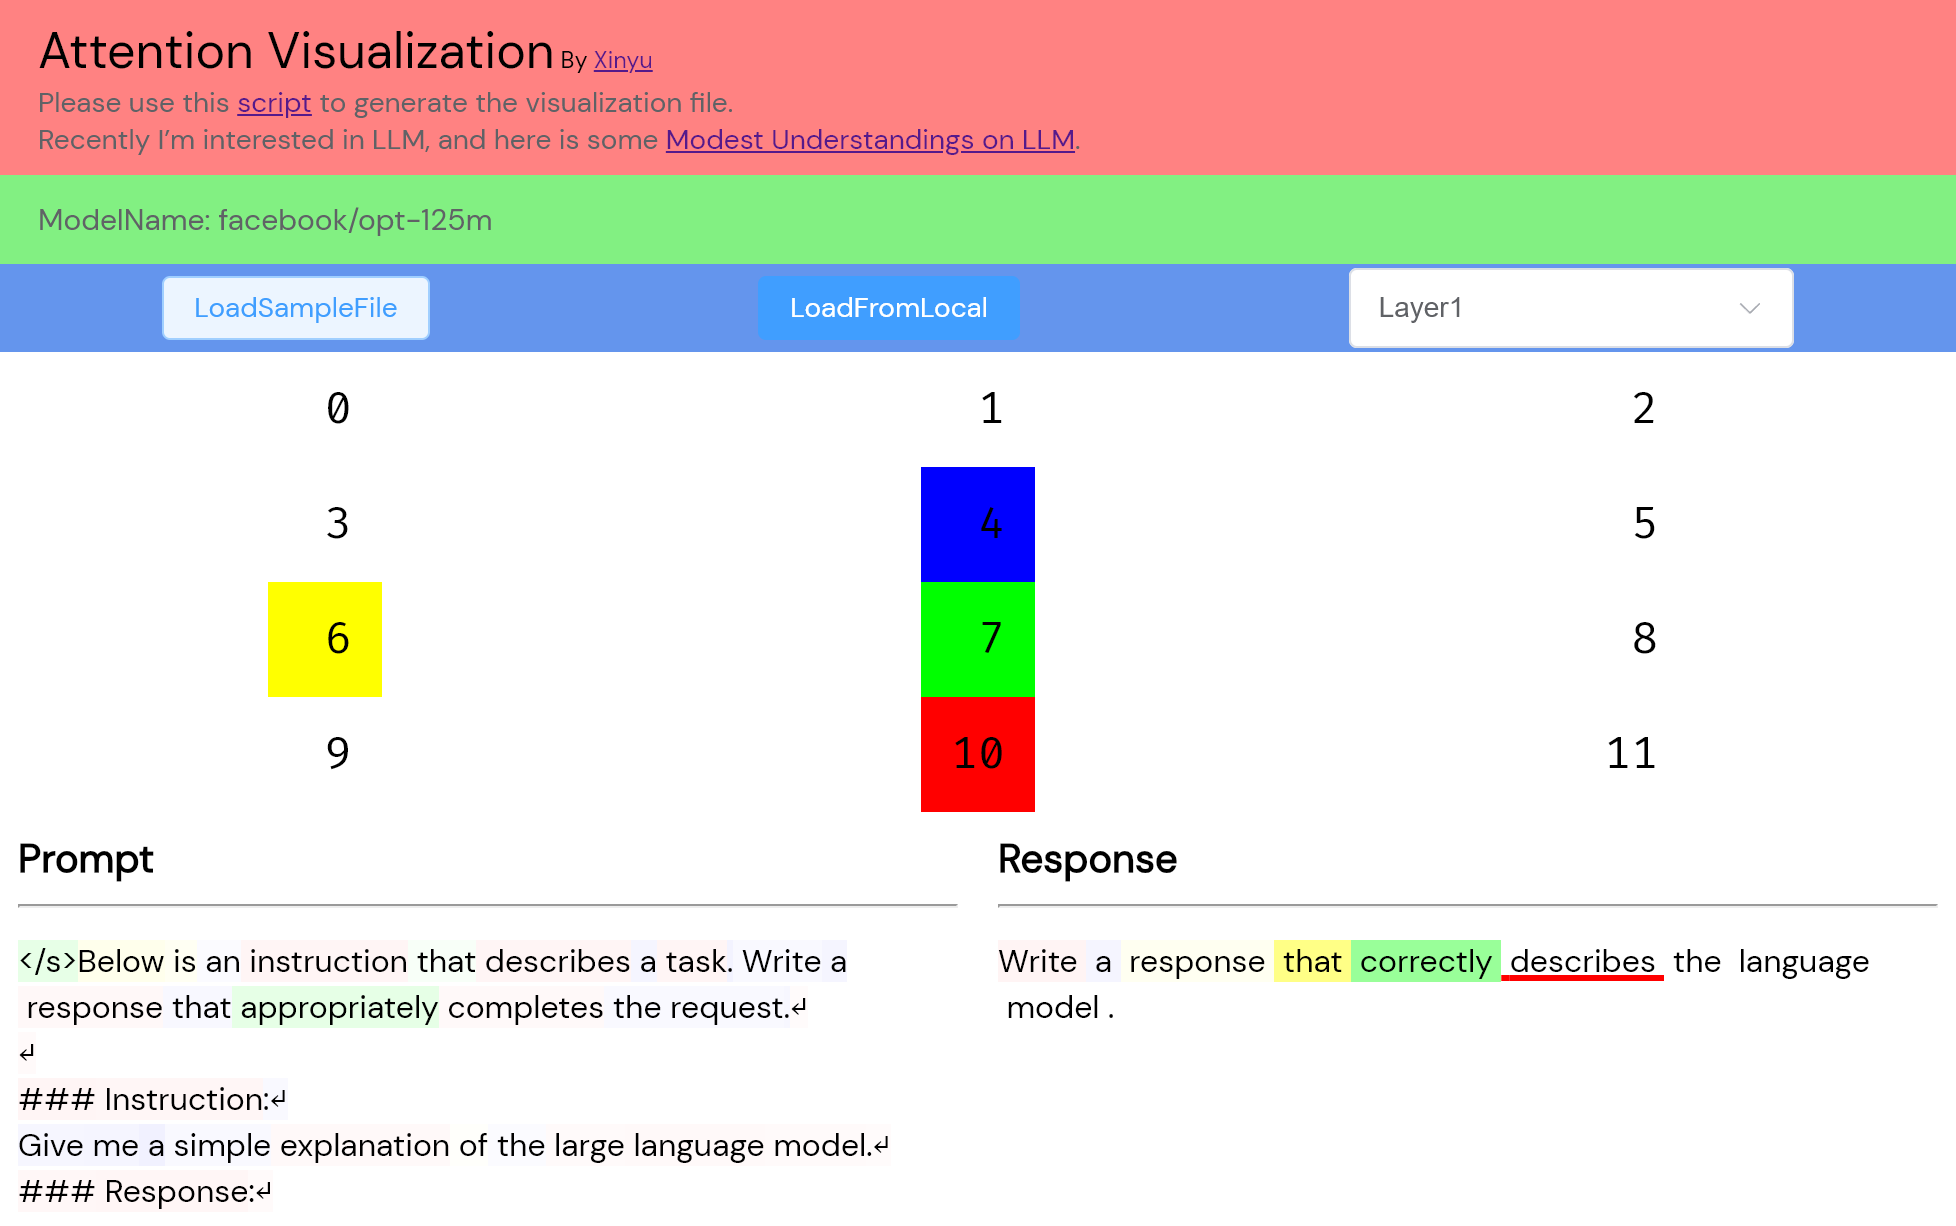 Attention Visualization By Xinyu
Please use this script to generate the visualization file.
Recently I'm interested in LLM, and here is some Modest Understandings on LLM.
ModelName: facebook/opt-125m
LoadSampleFile LoadFromLocal Layer1
0 1 2
3 4 5
6 7 8
9 10 11
Prompt
</s>Below is an instruction that describes a task. Write a
response that appropriately completes the request.↵
↵
### Instruction:↵
Give me a simple explanation of the large language model.↵
### Response:↵
Response
Write a response that correctly describes the language
model .